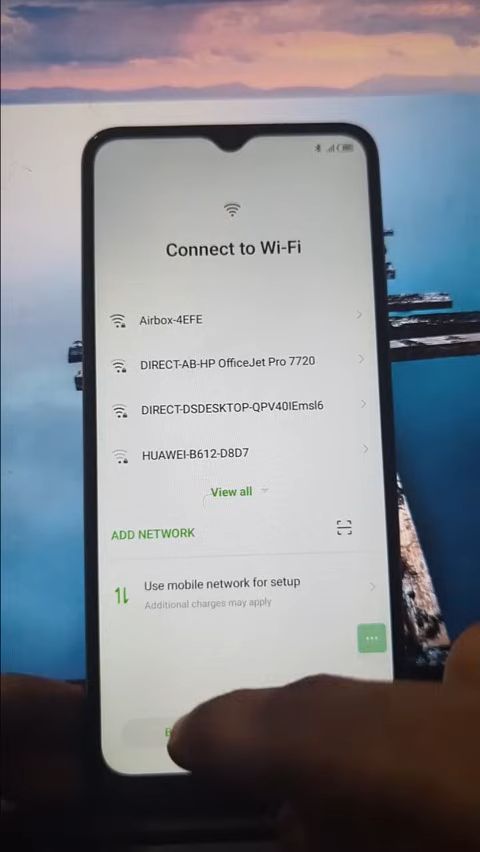 Connect to Wi-Fi
Airbox-4EFE
DIRECT-AB-HP OfficeJet Pro 7720
DIRECT-DSDESKTOP-QPV40IEmsl6
HUAWEI-B612-D8D7
View all
ADD NETWORK
Use mobile network for setup
Additional charges may apply